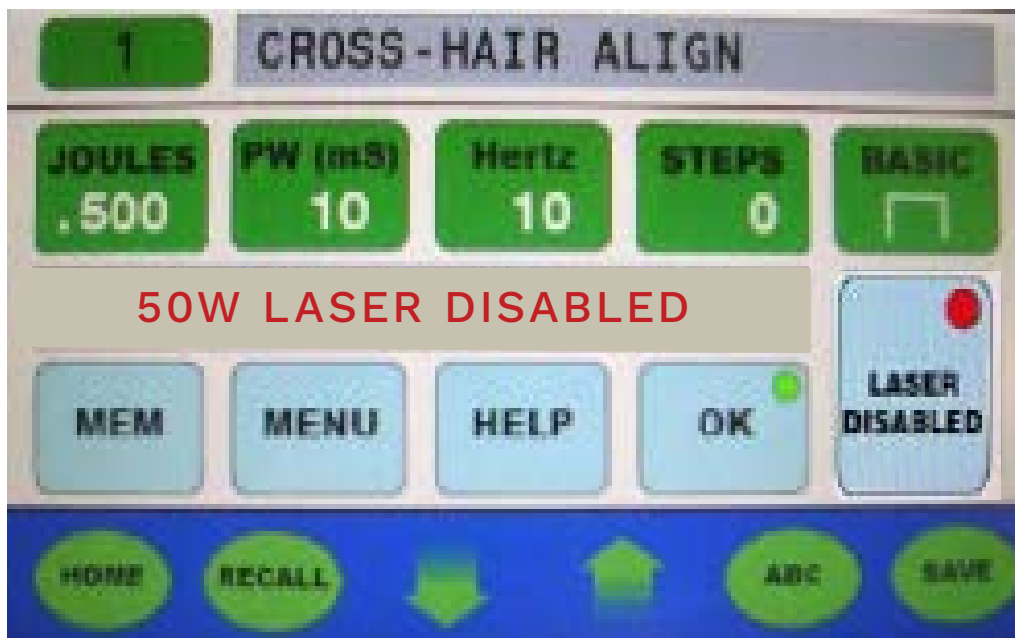 1 CROSS-HAIR ALIGN
JOULES PW (mS) Hertz STEPS BASIC
.500 10 10 0
50W LASER DISABLED
MEM MENU HELP OK LASER DISABLED
HOME RECALL ABC SAVE